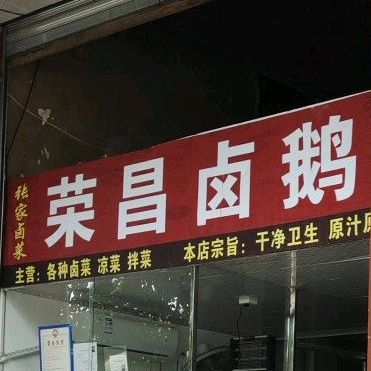 张家卤菜
荣昌卤鹅
主营：各种卤菜 凉菜 拌菜 本店宗旨：干净卫生 原汁原